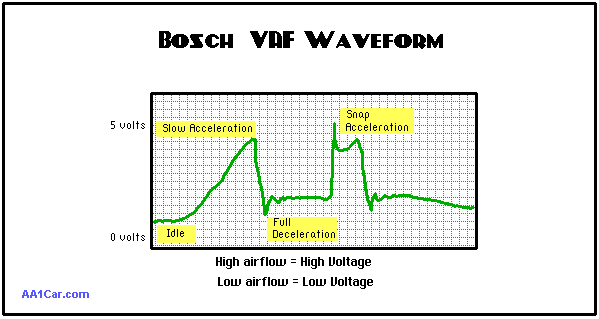 Bosch VAF Waveform
5 volts
Slow Acceleration
Snap
Acceleration
0 volts
Idle
Full
Deceleration
High airflow = High Voltage
Low airflow = Low Voltage
AA1Car.com